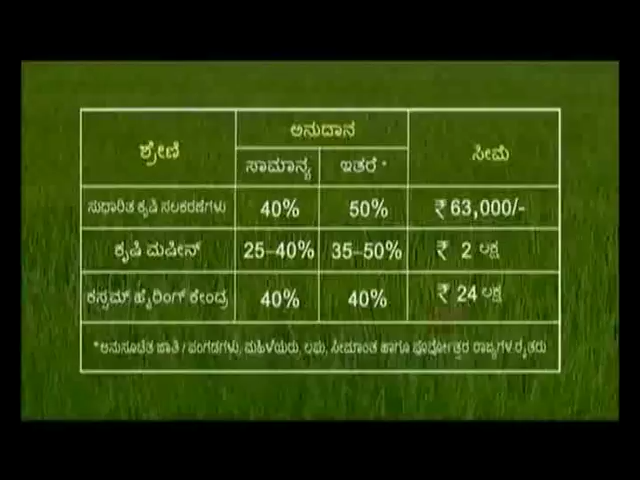 ಶ್ರೇಣಿ ಅನುದಾನ ಸೀಮೆ
ಸಾಮಾನ್ಯ ಇತರೆ *
ಸುಧಾರಿತ ಕೃಷಿ ಸಲಕರಣೆಗಳು 40% 50% ₹ 63,000/-
ಕೃಷಿ ಮಷೀನ್ 25-40% 35-50% ₹ 2 ಲಕ್ಷ
ಕಸ್ಟಮ್ ಹೈರಿಂಗ್ ಕೇಂದ್ರ 40% 40% ₹ 24 ಲಕ್ಷ
*ಅನುಸೂಚಿತ ಜಾತಿ / ಪಂಗಡಗಳು, ಮಹಿಳೆಯರು, ಲಘು, ಸೀಮಾಂತ ಹಾಗೂ ಪೂರ್ವೋತ್ತರ ರಾಜ್ಯಗಳ ರೈತರು